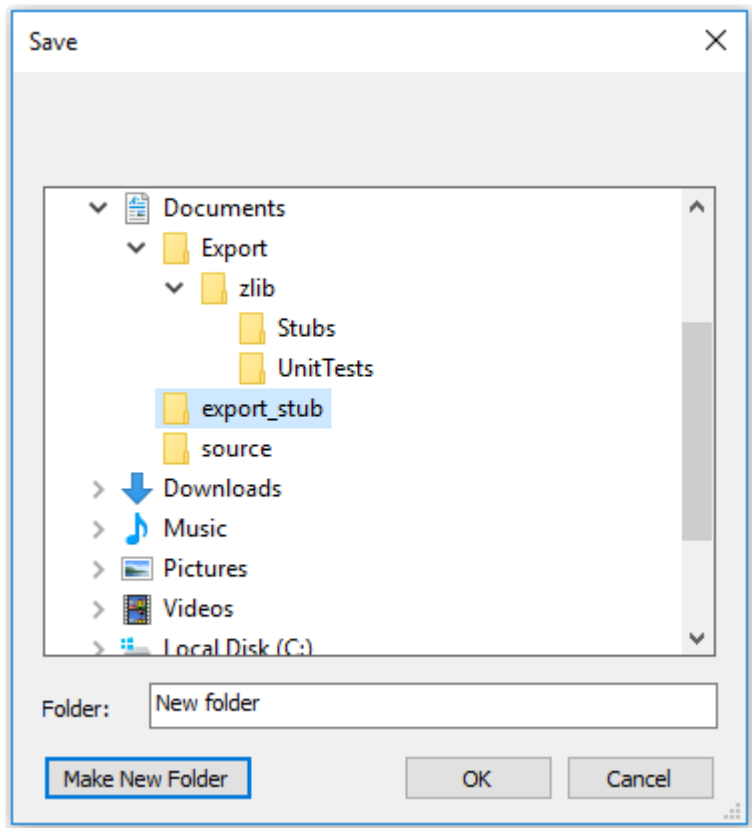 Save
Documents
Export
zlib
Stubs
UnitTests
export_stub
source
Downloads
Music
Pictures
Videos
Local Disk (C:)
Folder: New folder
Make New Folder OK Cancel